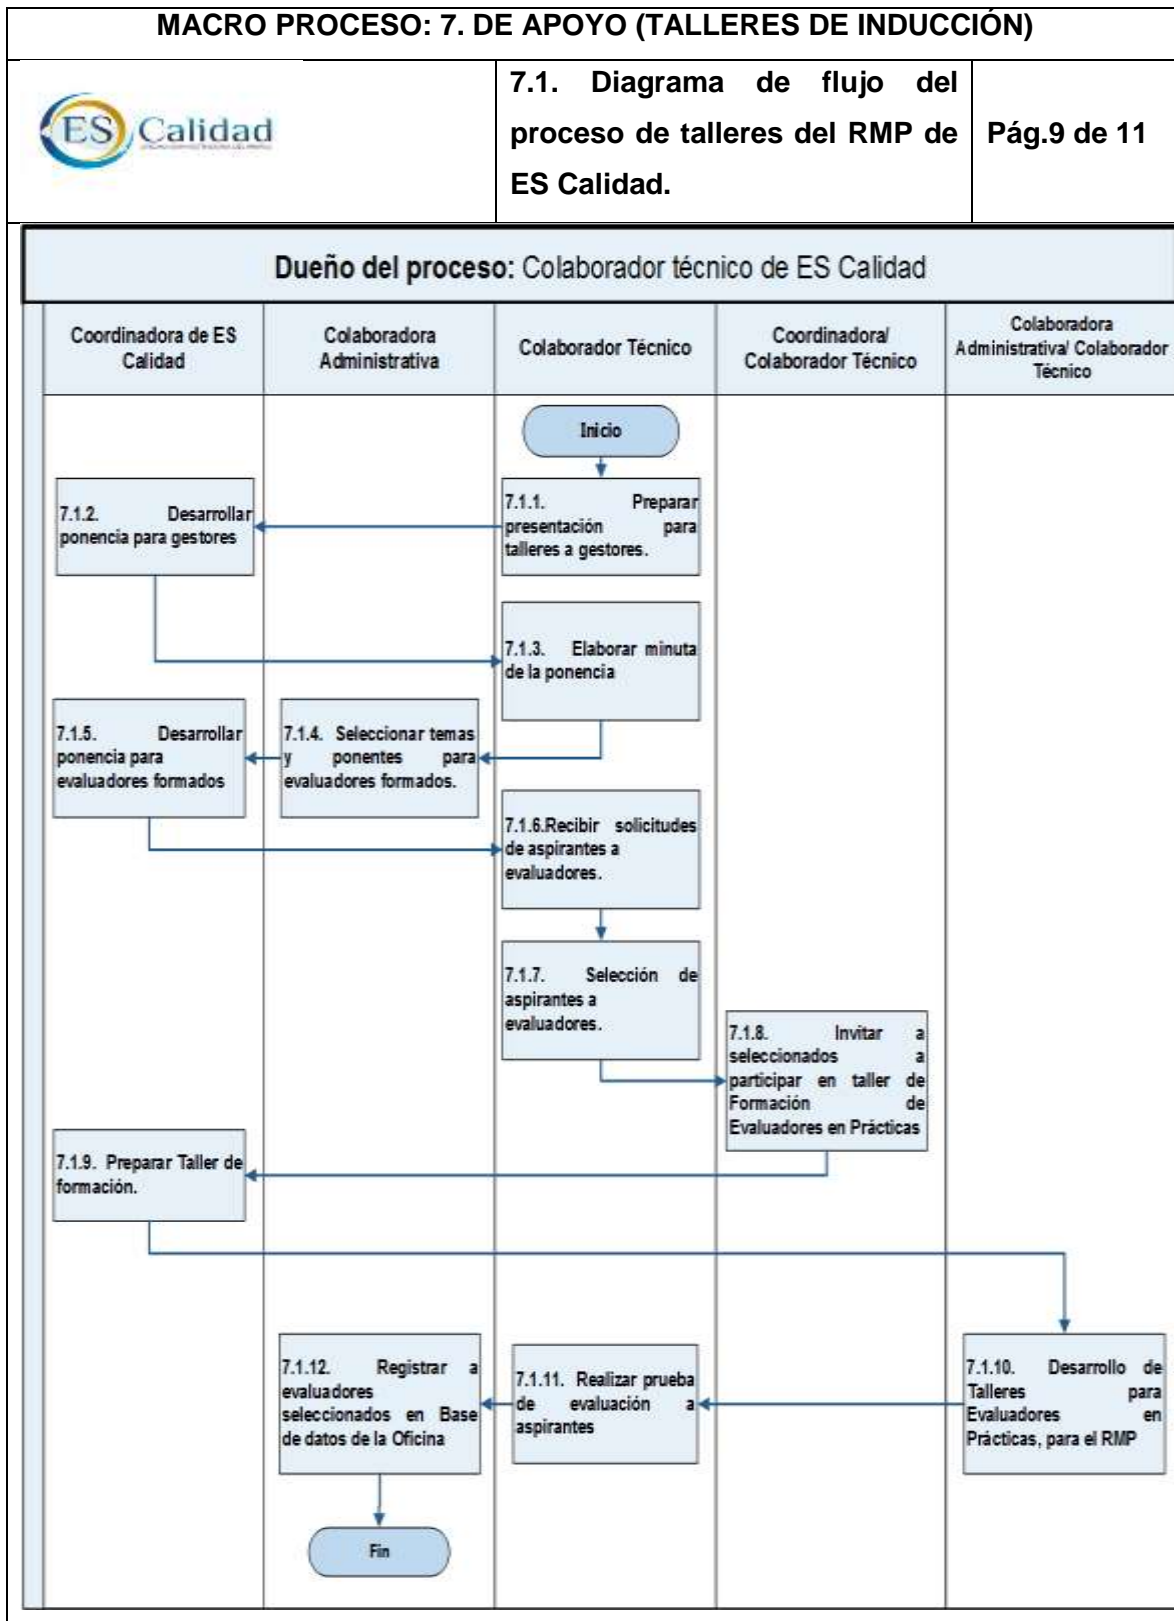 MACRO PROCESO: 7. DE APOYO (TALLERES DE INDUCCIÓN)
ES Calidad
7.1. Diagrama de flujo del
proceso de talleres del RMP de
ES Calidad.
Pág.9 de 11
Dueño del proceso: Colaborador técnico de ES Calidad
Coordinadora de ES
Calidad
Colaboradora
Administrativa
Colaborador Técnico
Coordinadora/
Colaborador Técnico
Colaboradora
Administrativa/ Colaborador
Técnico
Inicio
7.1.1. Preparar
presentación para
talleres a gestores.
7.1.2. Desarrollar
ponencia para gestores
7.1.3. Elaborar minuta
de la ponencia
7.1.4. Seleccionar temas
y ponentes para
evaluadores formados.
7.1.5. Desarrollar
ponencia para
evaluadores formados
7.1.6.Recibir solicitudes
de aspirantes a
evaluadores.
7.1.7. Selección de
aspirantes a
evaluadores.
7.1.8. Invitar a
seleccionados a
participar en taller de
Formación de
Evaluadores en Prácticas
7.1.9. Preparar Taller de
formación.
7.1.10. Desarrollo de
Talleres para
Evaluadores en
Prácticas, para el RMP
7.1.11. Realizar prueba
de evaluación a
aspirantes
7.1.12. Registrar a
evaluadores
seleccionados en Base
de datos de la Oficina
Fin